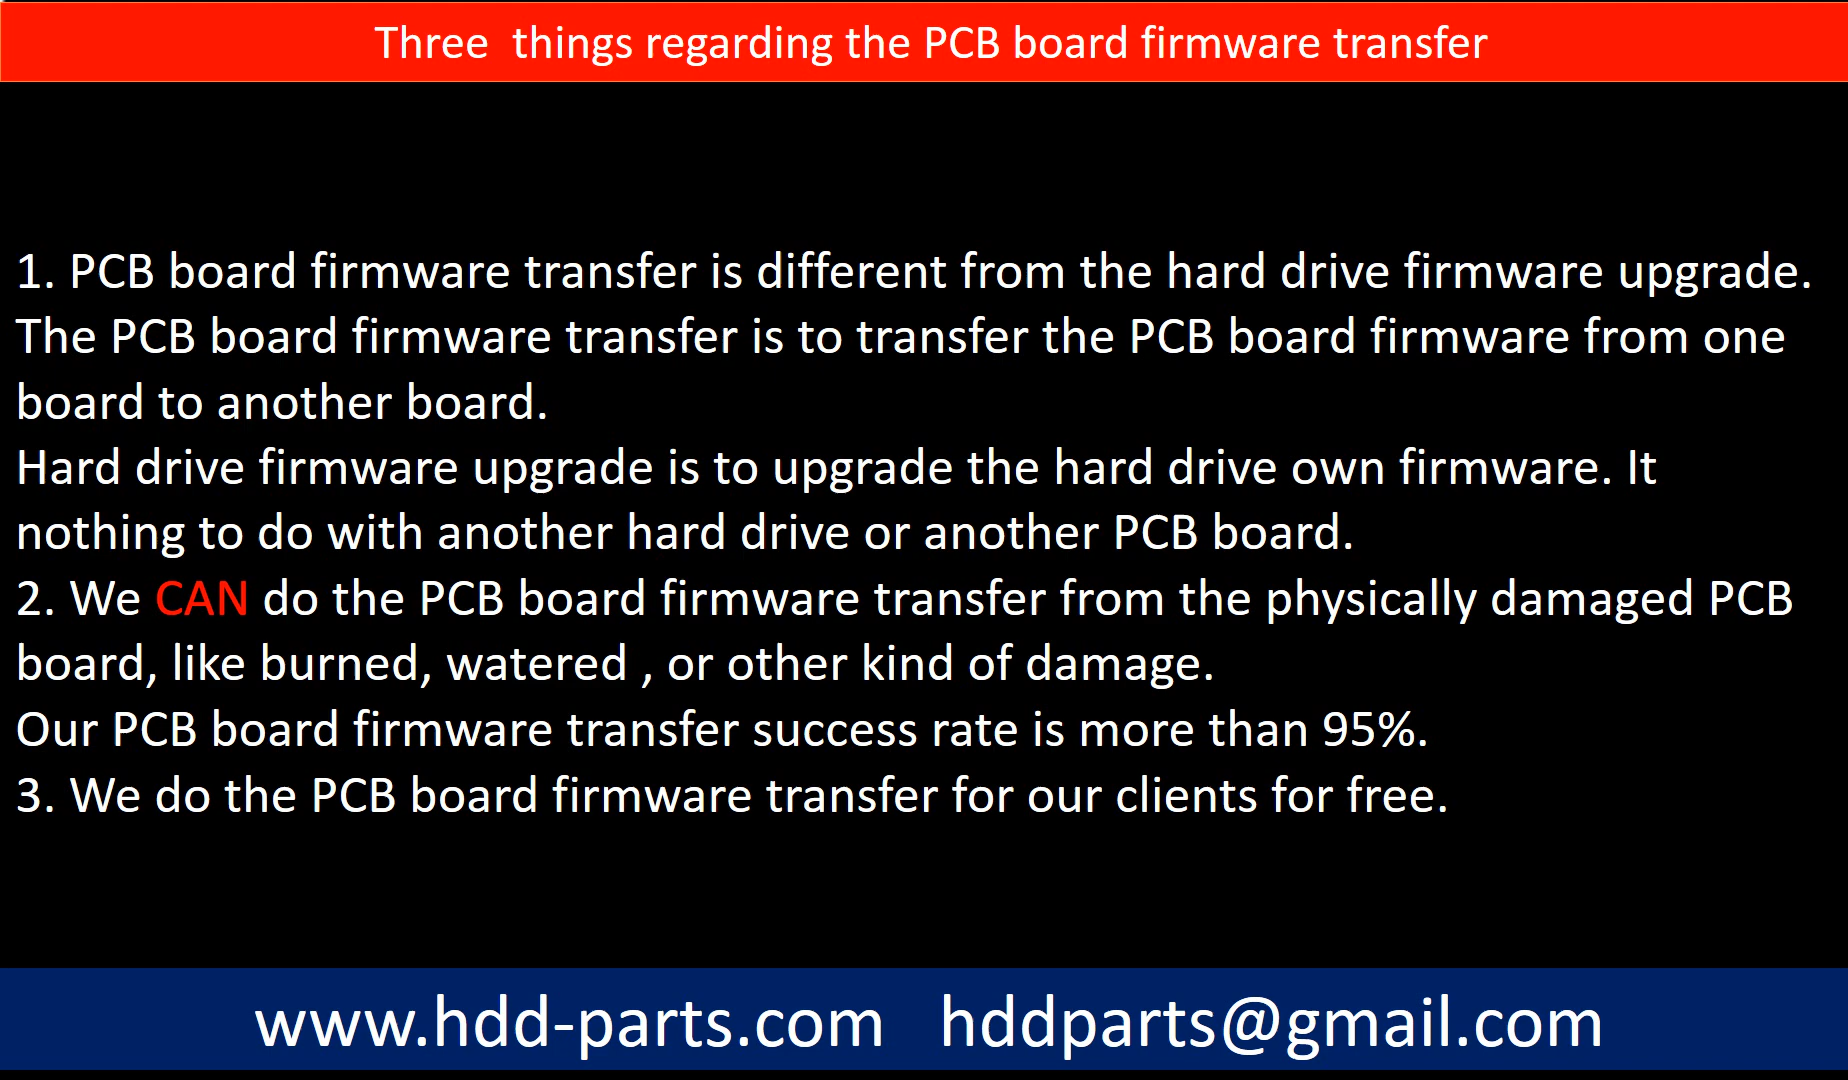 Three  things regarding the PCB board firmware transfer
1. PCB board firmware transfer is different from the hard drive firmware upgrade.
The PCB board firmware transfer is to transfer the PCB board firmware from one
board to another board.
Hard drive firmware upgrade is to upgrade the hard drive own firmware. It
nothing to do with another hard drive or another PCB board.
2. We CAN do the PCB board firmware transfer from the physically damaged PCB
board, like burned, watered , or other kind of damage.
Our PCB board firmware transfer success rate is more than 95%.
3. We do the PCB board firmware transfer for our clients for free.
www.hdd-parts.com   hddparts@gmail.com